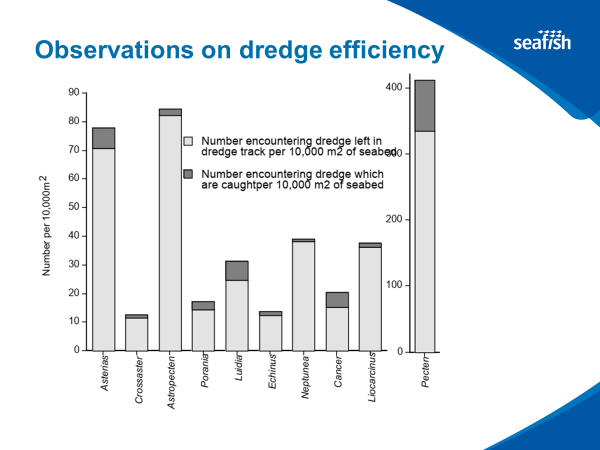 Observations on dredge efficiency
seafish
Number per 10,000m2
90
80
70
60
50
40
30
20
10
0
Number encountering dredge left in
dredge track per 10,000 m2 of seabed
Number encountering dredge which
are caughtper 10,000 m2 of seabed
Asterias
Crossaster
Astropecten
Porania
Luidia
Echinus
Neptunea
Cancer
Liocarcinus
400
300
200
100
0
Pecten